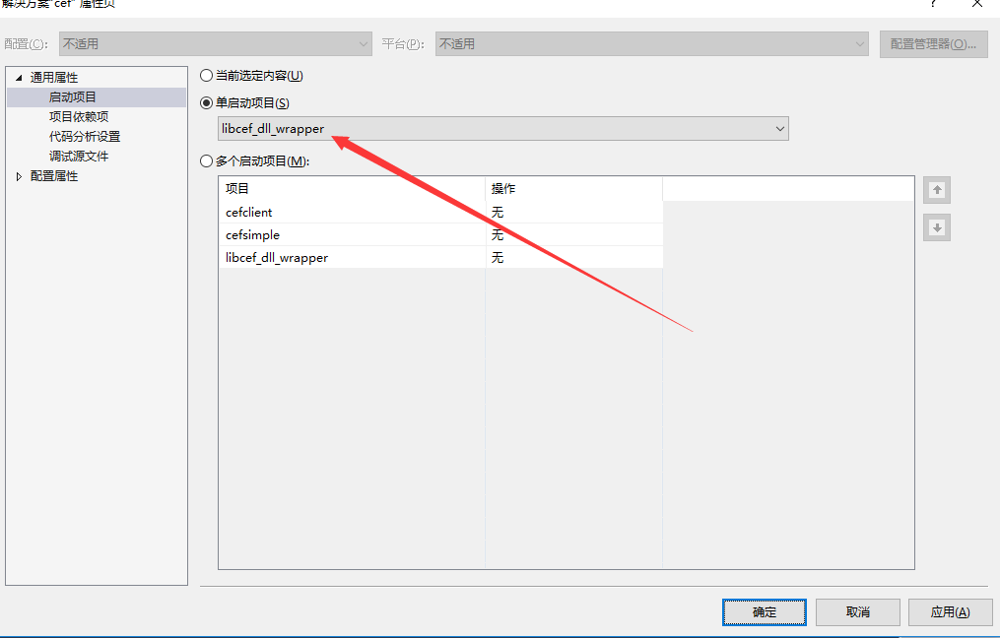 解决方案"cef" 属性页
配置(C): 不适用 平台(P): 不适用 配置管理器(O)...
通用属性
启动项目
项目依赖项
代码分析设置
调试源文件
配置属性
当前选定内容(U)
单启动项目(S)
libcef_dll_wrapper
多个启动项目(M):
项目 操作
cefclient 无
cefsimple 无
libcef_dll_wrapper 无
确定 取消 应用(A)